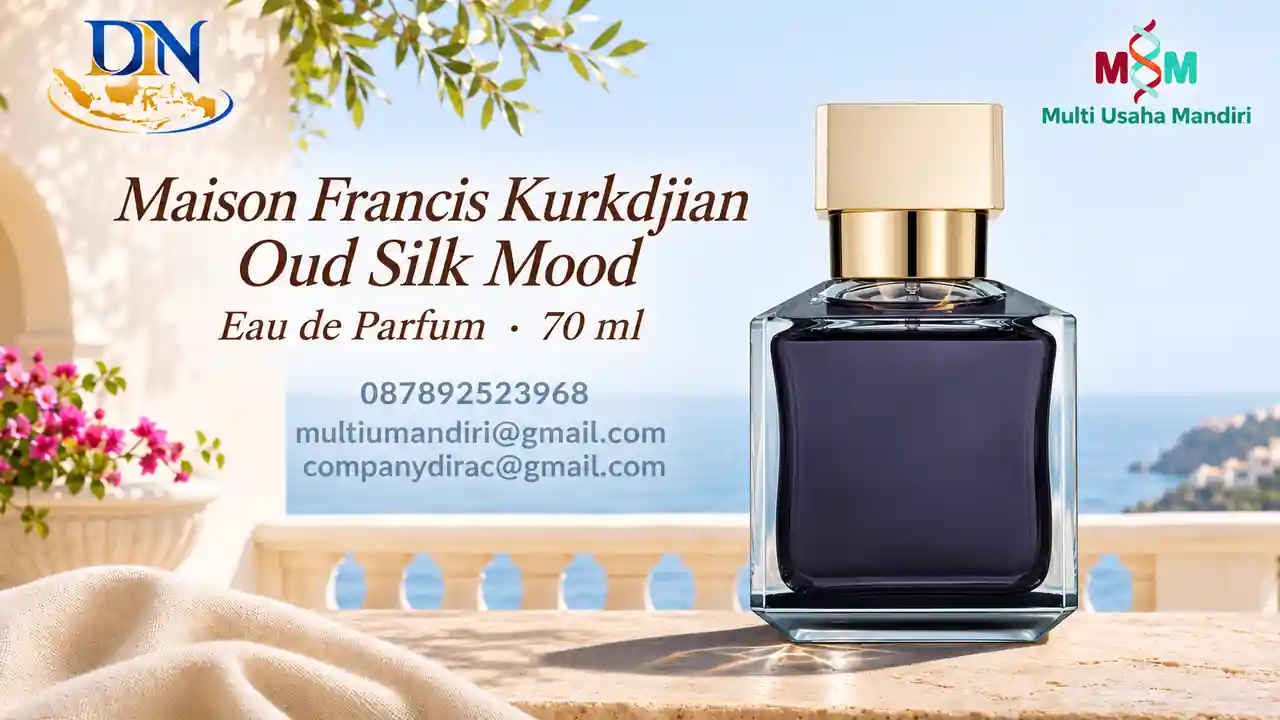 DN
MSM
Multi Usaha Mandiri
Maison Francis Kurkdjian
Oud Silk Mood
Eau de Parfum · 70 ml
087892523968
multiumandiri@gmail.com
companydirac@gmail.com